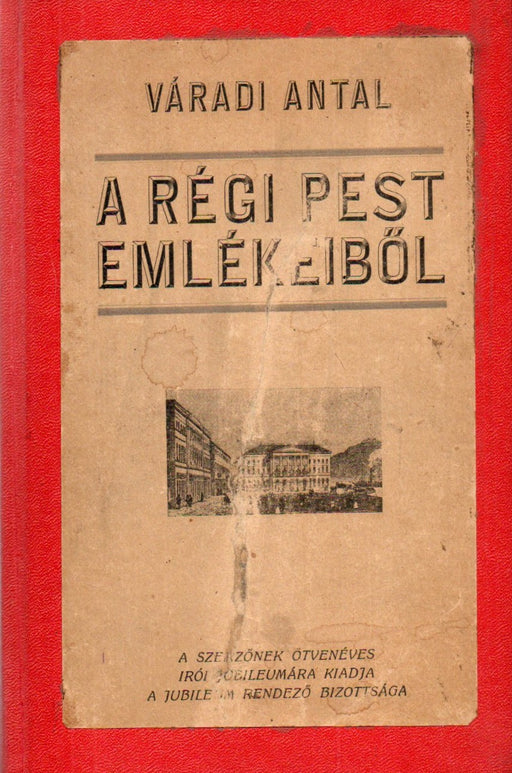 VÁRADI ANTAL
A RÉGI PEST
EMLÉKEIBŐL
A SZERZŐNEK ÖTVENÉVES
IRÓI JUBILEUMÁRA KIADJA
A JUBILEUM RENDEZŐ BIZOTTSÁGA